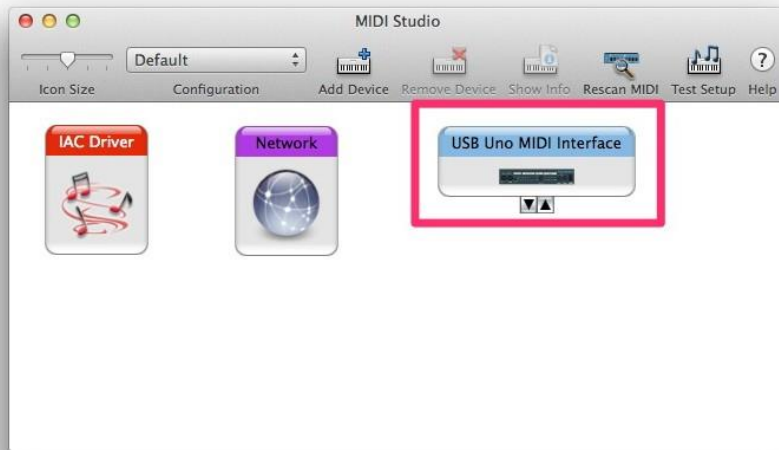 MIDI Studio
Default
Icon Size Configuration Add Device Remove Device Show Info Rescan MIDI Test Setup Help
IAC Driver Network USB Uno MIDI Interface